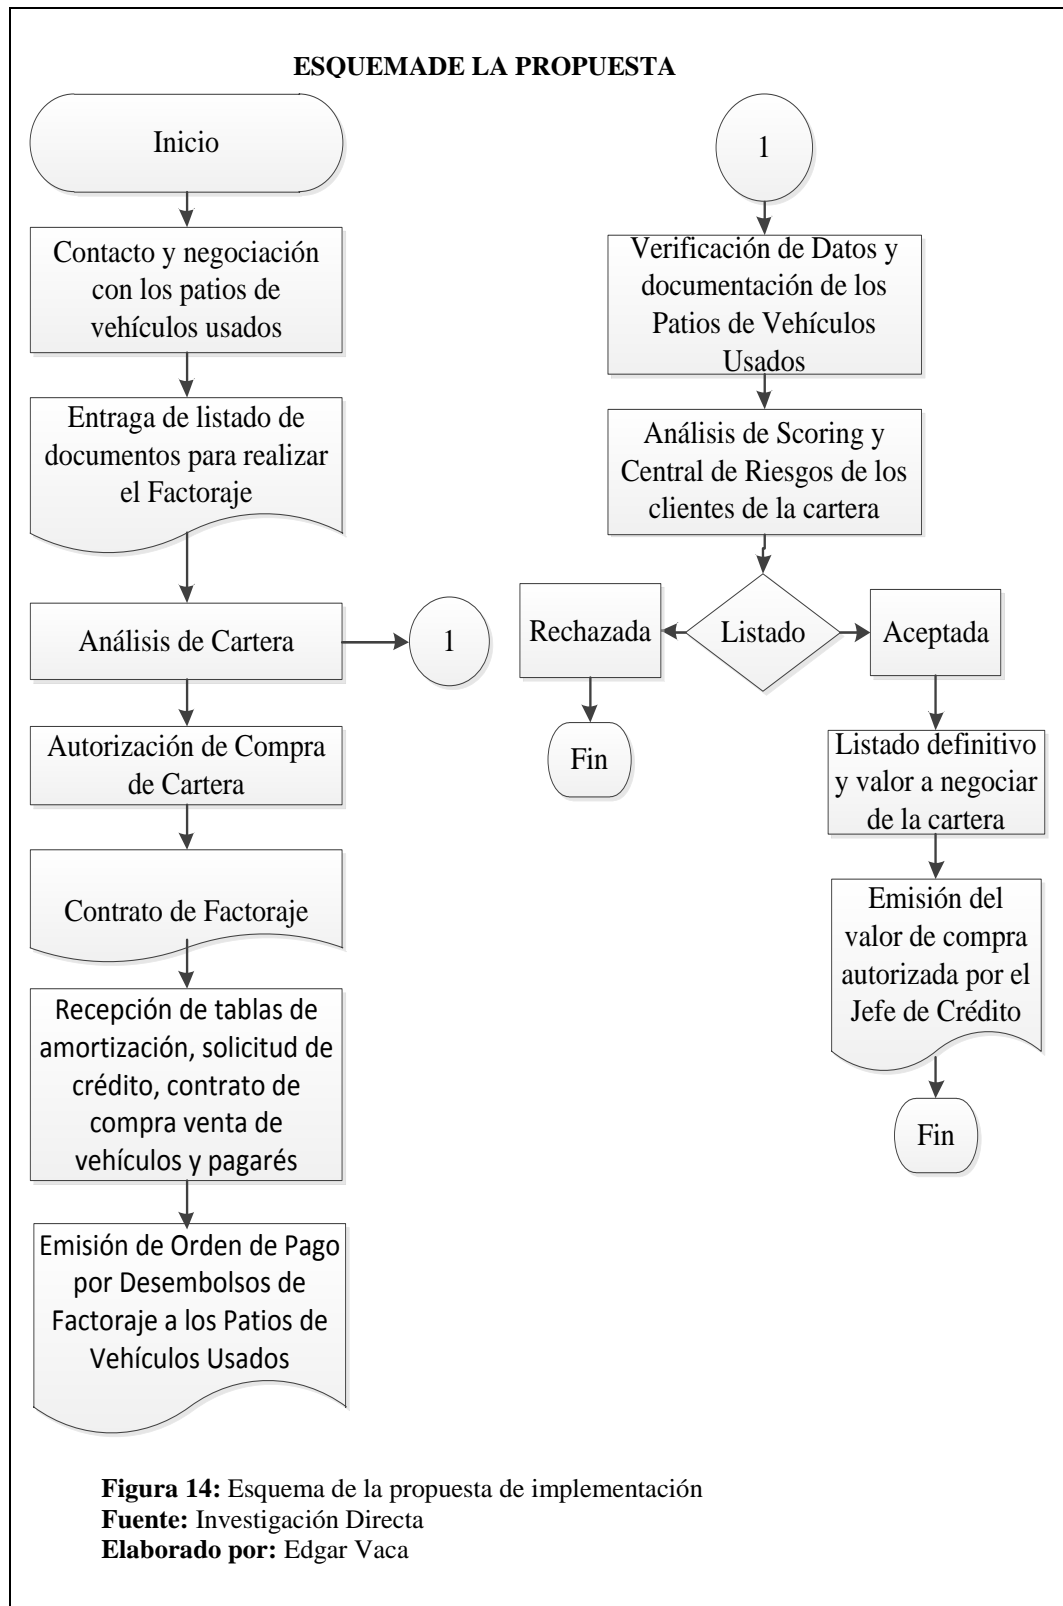 ESQUEMADE LA PROPUESTA
Inicio
Contacto y negociación
con los patios de
vehículos usados
Entraga de listado de
documentos para realizar
el Factoraje
Análisis de Cartera
1
Autorización de Compra
de Cartera
Contrato de Factoraje
Recepción de tablas de
amortización, solicitud de
crédito, contrato de
compra venta de
vehículos y pagarés
Emisión de Orden de Pago
por Desembolsos de
Factoraje a los Patios de
Vehículos Usados
1
Verificación de Datos y
documentación de los
Patios de Vehículos
Usados
Análisis de Scoring y
Central de Riesgos de los
clientes de la cartera
Rechazada
Listado
Aceptada
Fin
Listado definitivo
y valor a negociar
de la cartera
Emisión del
valor de compra
autorizada por el
Jefe de Crédito
Fin
Figura 14: Esquema de la propuesta de implementación
Fuente: Investigación Directa
Elaborado por: Edgar Vaca